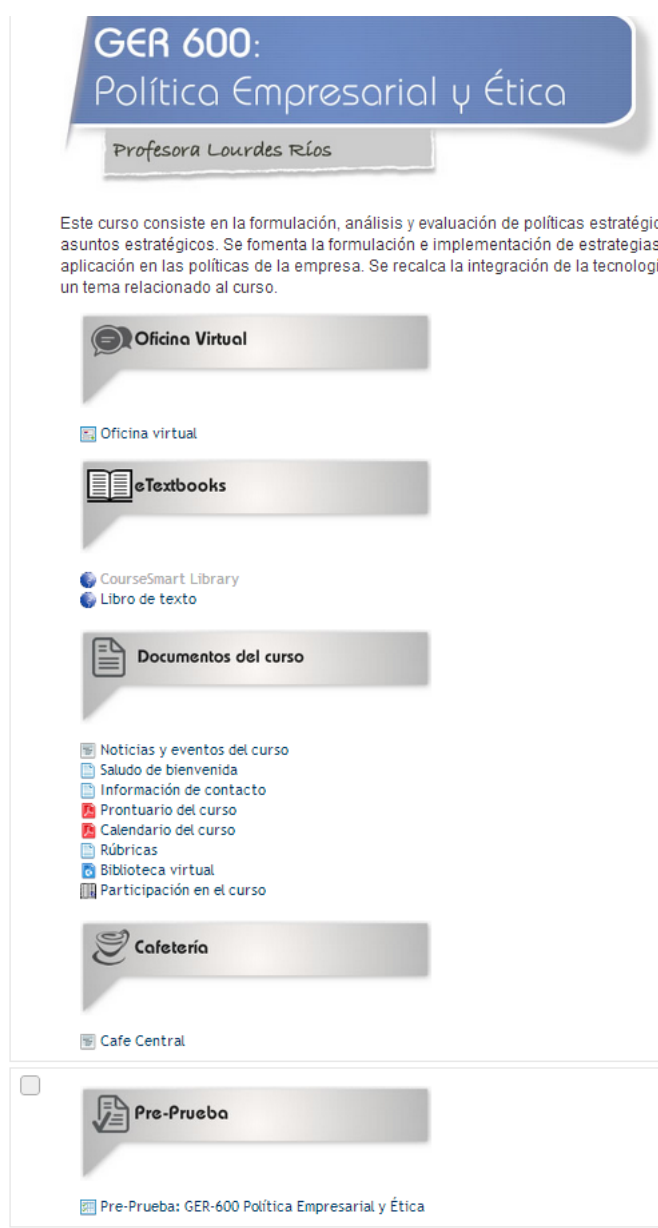 GER 600:
Política Empresarial y Ética
Profesora Lourdes Ríos
Este curso consiste en la formulación, análisis y evaluación de políticas
asuntos estratégicos. Se fomenta la formulación e implementación de estrategias
aplicación en las políticas de la empresa. Se recalca la integración de la
un tema relacionado al curso.
Oficina Virtual
Oficina virtual
eTextbooks
CourseSmart Library
Libro de texto
Documentos del curso
Noticias y eventos del curso
Saludo de bienvenida
Información de contacto
Prontuario del curso
Calendario del curso
Rúbricas
Biblioteca virtual
Participación en el curso
Cafetería
Cafe Central
Pre-Prueba
Pre-Prueba: GER-600 Política Empresarial y Ética